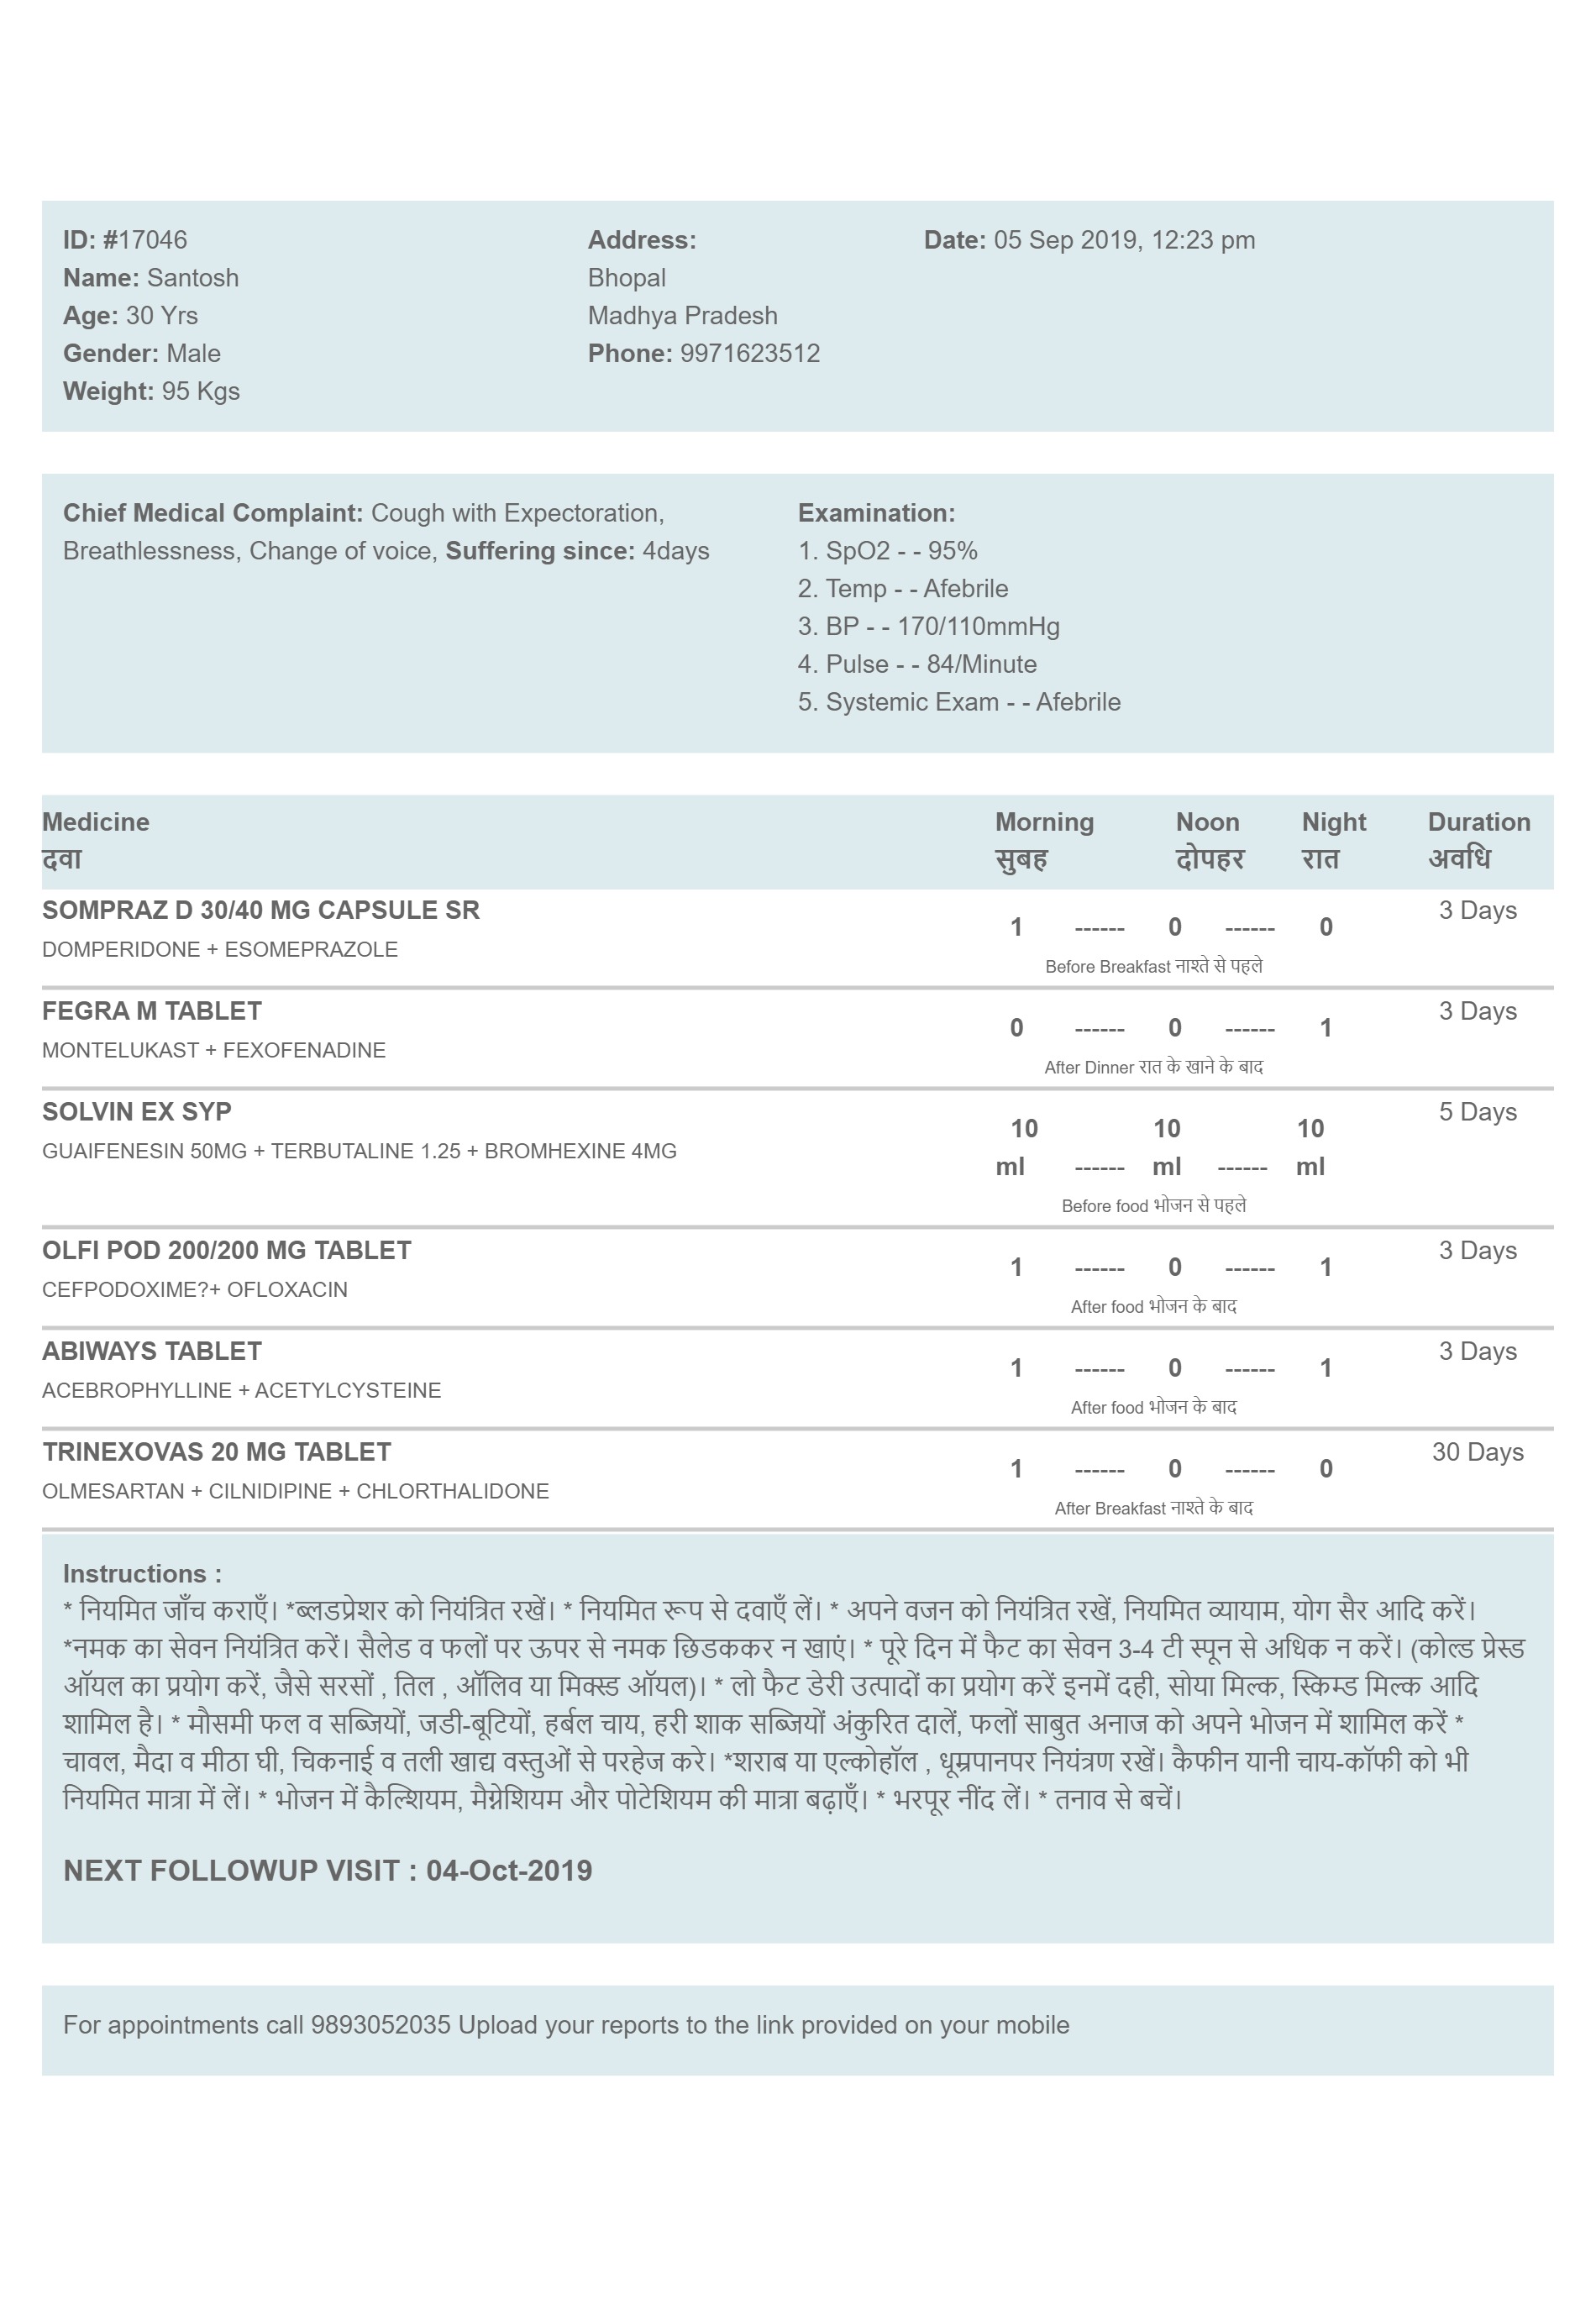 ID: #17046
Name: Santosh
Age: 30 Yrs
Gender: Male
Weight: 95 Kgs
Address:
Bhopal
Madhya Pradesh
Phone: 9971623512
Date: 05 Sep 2019, 12:23 pm
Chief Medical Complaint: Cough with Expectoration,
Breathlessness, Change of voice, Suffering since: 4days
Examination:
1. SpO2 - - 95%
2. Temp - - Afebrile
3. BP - - 170/110mmHg
4. Pulse - - 84/Minute
5. Systemic Exam - - Afebrile
Medicine Morning Noon Night Duration
दवा सुबह दोपहर रात अवधि
SOMPRAZ D 30/40 MG CAPSULE SR 3 Days
1 ------ 0 ------ 0
DOMPERIDONE + ESOMEPRAZOLE
Before Breakfast नाश्ते से पहले
FEGRA M TABLET 3 Days
0 ------ 0 ------ 1
MONTELUKAST + FEXOFENADINE
After Dinner रात के खाने के बाद
SOLVIN EX SYP 5 Days
10 10 10
GUAIFENESIN 50MG + TERBUTALINE 1.25 + BROMHEXINE 4MG
ml ------ ml ------ ml
Before food भोजन से पहले
OLFI POD 200/200 MG TABLET 3 Days
1 ------ 0 ------ 1
CEFPODOXIME?+ OFLOXACIN
After food भोजन के बाद
ABIWAYS TABLET 3 Days
1 ------ 0 ------ 1
ACEBROPHYLLINE + ACETYLCYSTEINE
After food भोजन के बाद
TRINEXOVAS 20 MG TABLET 30 Days
1 ------ 0 ------ 0
OLMESARTAN + CILNIDIPINE + CHLORTHALIDONE
After Breakfast नाश्ते के बाद
Instructions :
* नियमित जाँच कराएँ। *ब्लडप्रेशर को नियंत्रित रखें। * नियमित रूप से दवाएँ लें। * अपने वजन को नियंत्रित रखें, नियमित व्यायाम, योग सैर आदि करें।
*नमक का सेवन नियंत्रित करें। सैलेड व फलों पर ऊपर से नमक छिडककर न खाएं। * पूरे दिन में फैट का सेवन 3-4 टी स्पून से अधिक न करें। (कोल्ड प्रेस्ड
ऑयल का प्रयोग करें, जैसे सरसों , तिल , ऑलिव या मिक्स्ड ऑयल)। * लो फैट डेरी उत्पादों का प्रयोग करें इनमें दही, सोया मिल्क, स्किम्ड मिल्क आदि
शामिल है। * मौसमी फल व सब्जियों, जडी-बूटियों, हर्बल चाय, हरी शाक सब्जियों अंकुरित दालें, फलों साबुत अनाज को अपने भोजन में शामिल करें *
चावल, मैदा व मीठा घी, चिकनाई व तली खाद्य वस्तुओं से परहेज करे। *शराब या एल्कोहॉल , धूम्रपानपर नियंत्रण रखें। कैफीन यानी चाय-कॉफी को भी
नियमित मात्रा में लें। * भोजन में कैल्शियम, मैग्नेशियम और पोटेशियम की मात्रा बढ़ाएँ। * भरपूर नींद लें। * तनाव से बचें।
NEXT FOLLOWUP VISIT : 04-Oct-2019
For appointments call 9893052035 Upload your reports to the link provided on your mobile